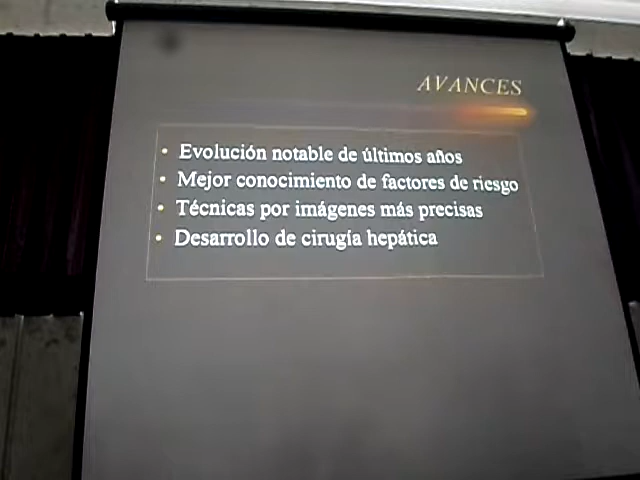 AVANCES
• Evolución notable de últimos años
• Mejor conocimiento de factores de riesgo
• Técnicas por imágenes más precisas
• Desarrollo de cirugía hepática